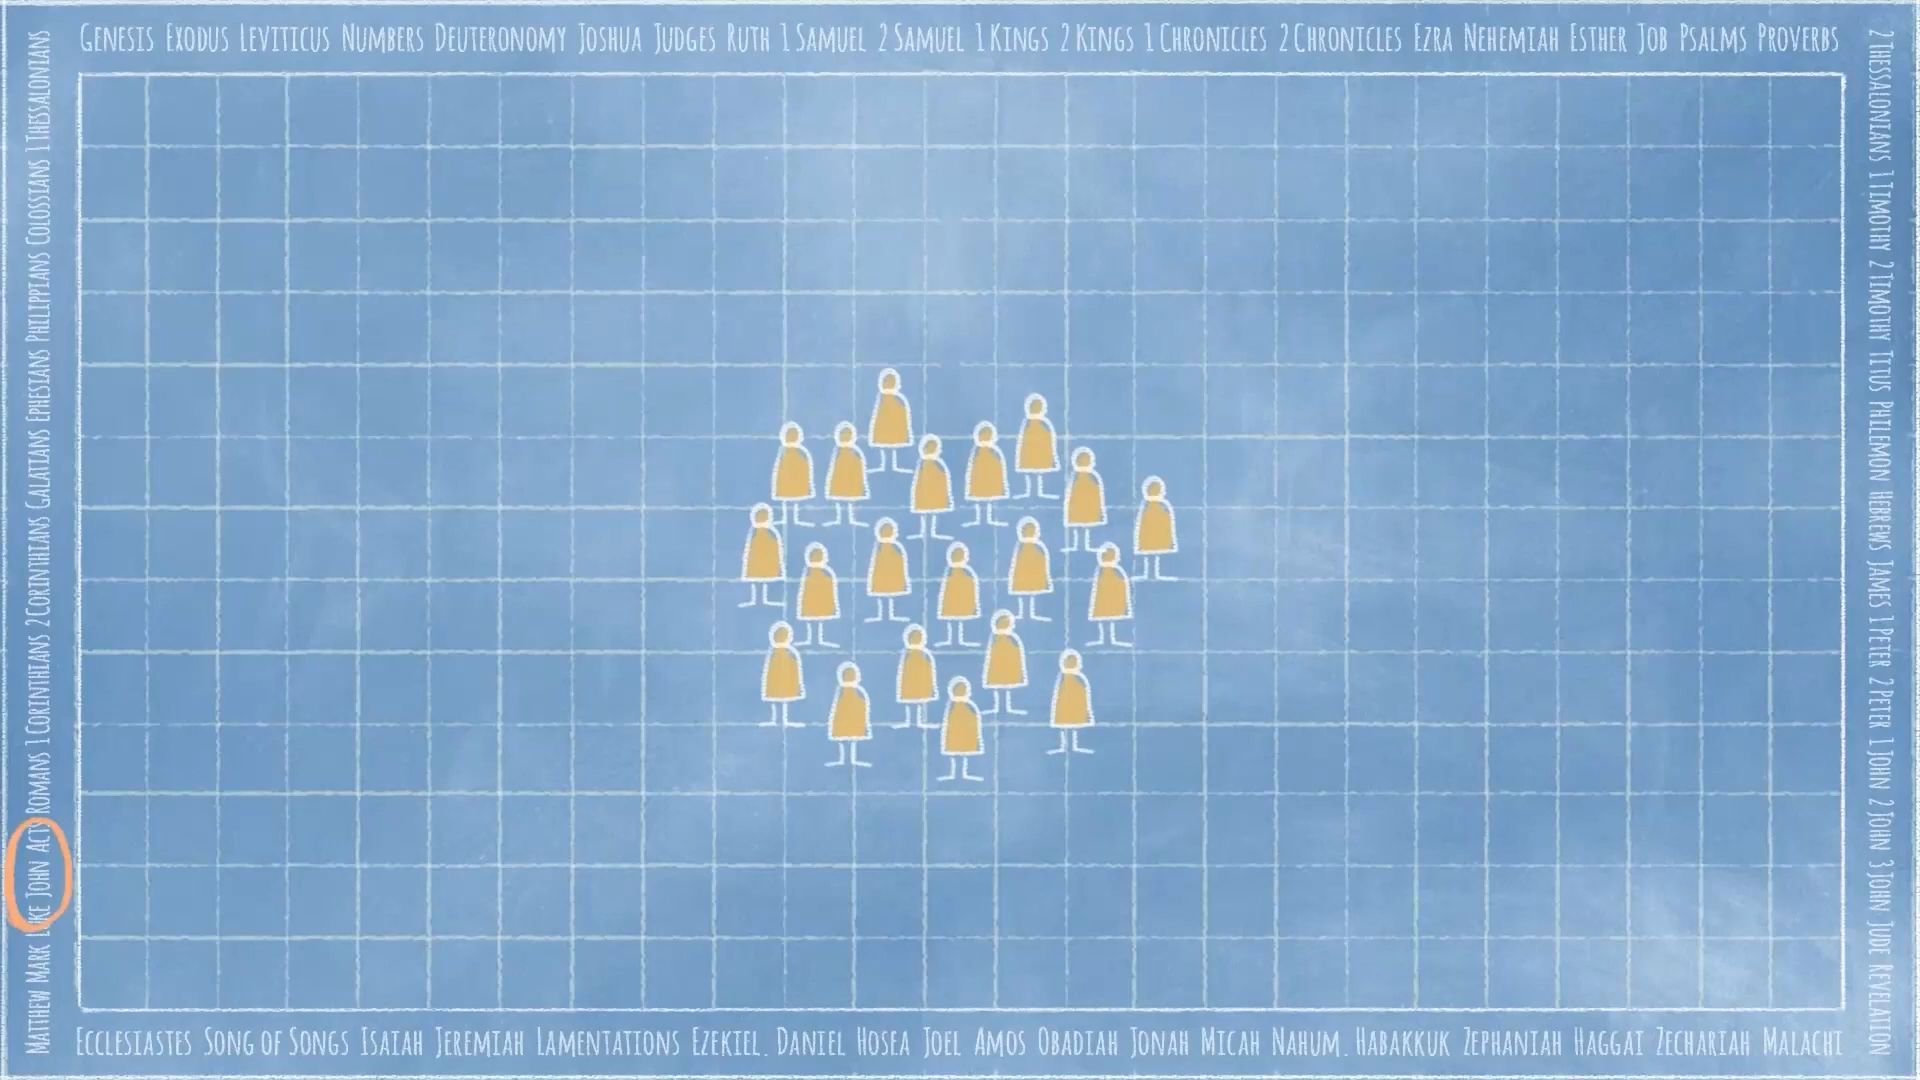 Genesis Exodus Leviticus Numbers Deuteronomy Joshua Judges Ruth 1 Samuel 2 Samuel 1 Kings 2 Kings 1 Chronicles 2 Chronicles Ezra Nehemiah Esther Job Psalms Proverbs
Ecclesiastes Song of Songs Isaiah Jeremiah Lamentations Ezekiel. Daniel Hosea Joel Amos Obadiah Jonah Micah Nahum. Habakkuk Zephaniah Haggai Zechariah Malachi
Matthew Mark Luke John Acts Romans 1 Corinthians 2 Corinthians Galatians Ephesians Philippians Colossians 1 Thessalonians
2 Thessalonians 1 Timothy 2 Timothy Titus Philemon Hebrews James 1 Peter 2 Peter 1 John 2 John 3 John Jude Revelation